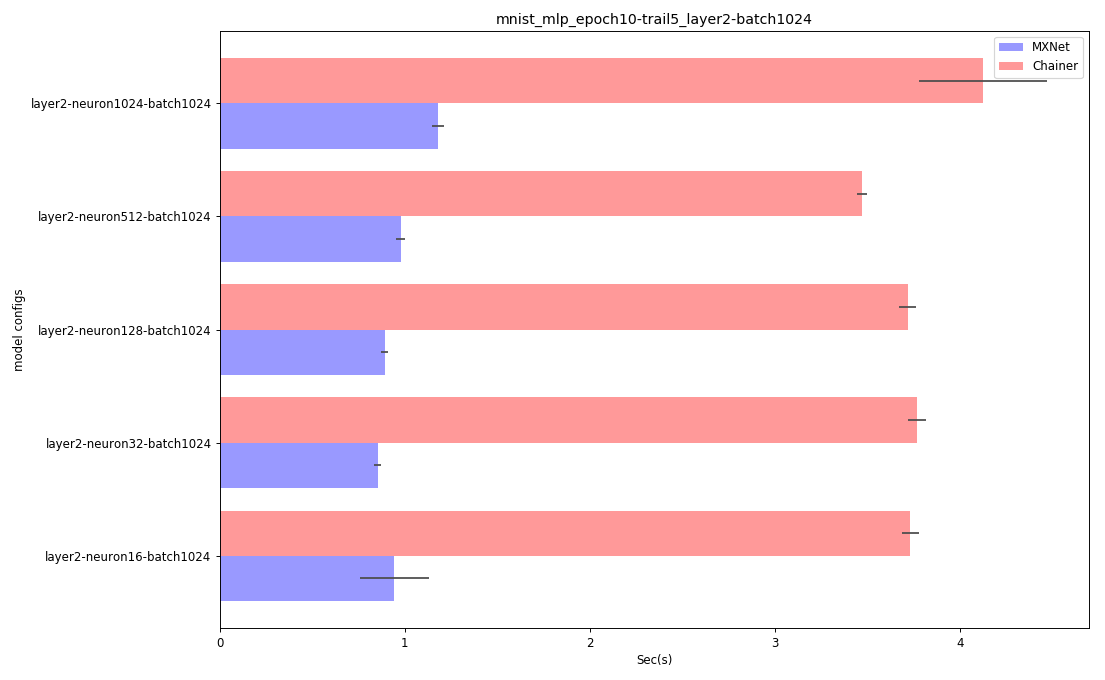 mnist_mlp_epoch10-trail5_layer2-batch1024
MXNet
Chainer
layer2-neuron1024-batch1024
layer2-neuron512-batch1024
layer2-neuron128-batch1024
layer2-neuron32-batch1024
layer2-neuron16-batch1024
model configs
0 1 2 3 4
Sec(s)